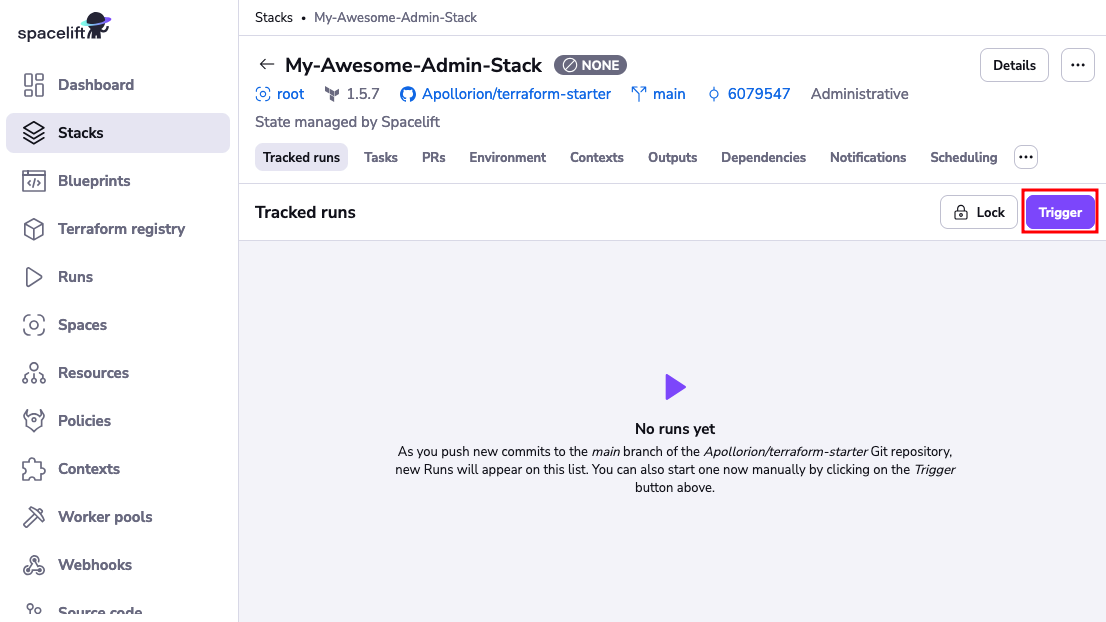 spacelift
Dashboard
Stacks
Blueprints
Terraform registry
Runs
Spaces
Resources
Policies
Contexts
Worker pools
Webhooks
Source code
Stacks • My-Awesome-Admin-Stack
← My-Awesome-Admin-Stack NONE Details ...
root 1.5.7 Apollorion/terraform-starter main 6079547 Administrative
State managed by Spacelift
Tracked runs Tasks PRs Environment Contexts Outputs Dependencies Notifications Scheduling ...
Tracked runs Lock Trigger
No runs yet
As you push new commits to the main branch of the Apollorion/terraform-starter Git repository,
new Runs will appear on this list. You can also start one now manually by clicking on the Trigger
button above.